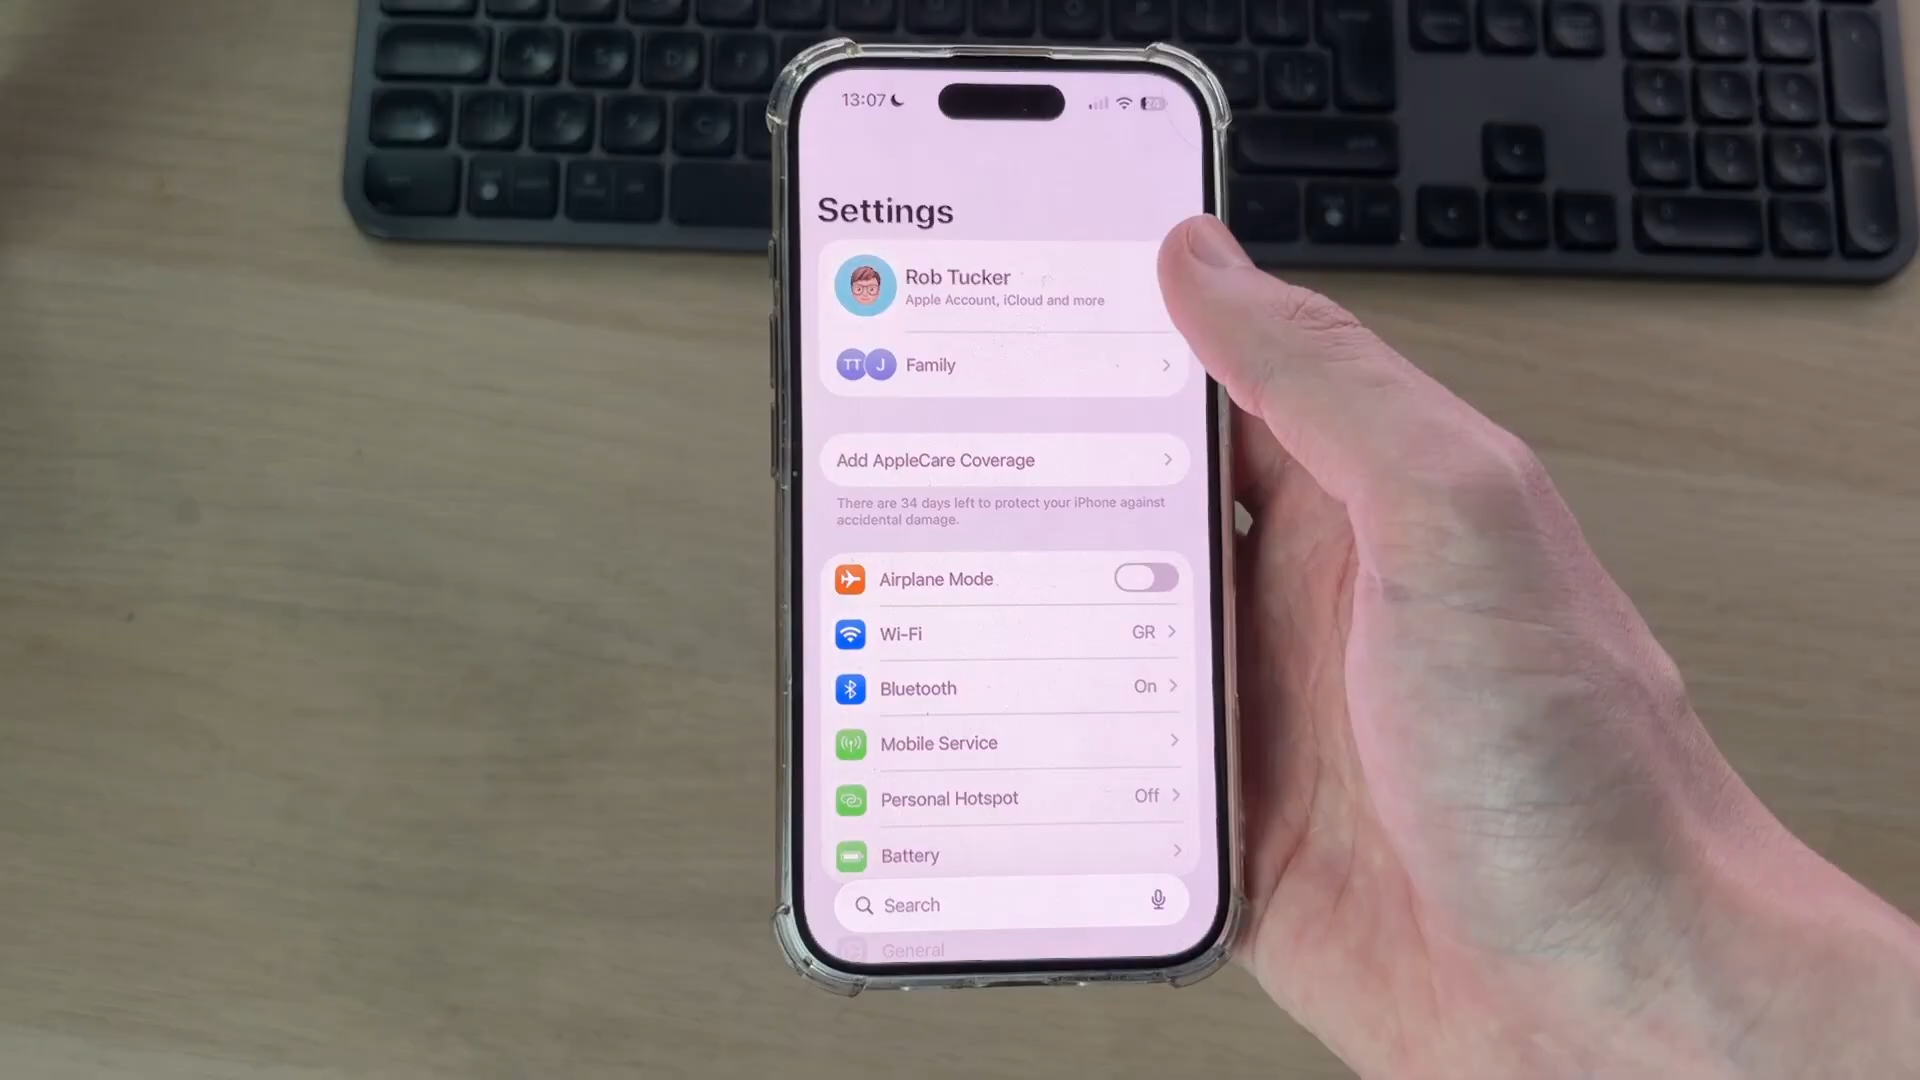 13:07
24
Settings
Rob Tucker
Apple Account, iCloud and more
TT J Family
Add AppleCare Coverage
There are 34 days left to protect your iPhone against
accidental damage.
Airplane Mode
Wi-Fi GR
Bluetooth On
Mobile Service
Personal Hotspot Off
Battery
Search
General